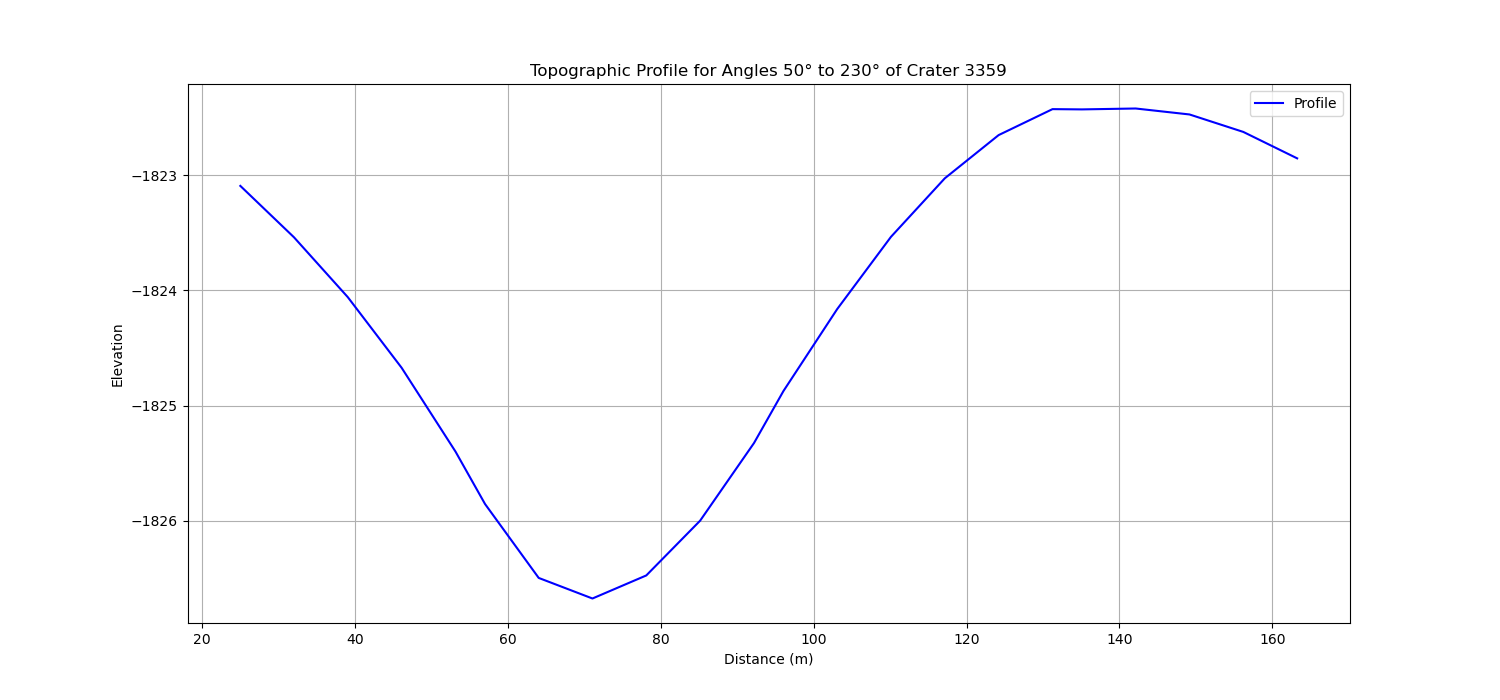 Topographic Profile for Angles 50° to 230° of Crater 3359
Profile
−1823
−1824
−1825
−1826
Elevation
20 40 60 80 100 120 140 160
Distance (m)